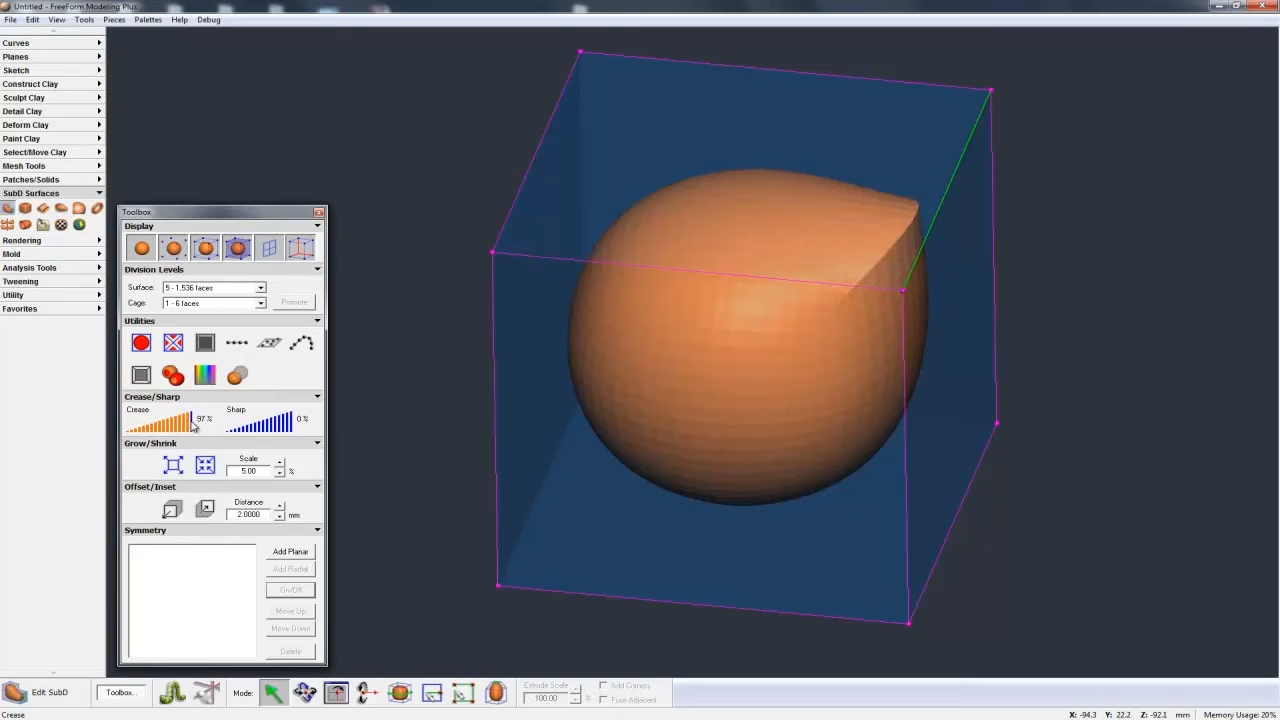 Untitled - FreeForm Modeling Plus
File Edit View Tools Pieces Palettes Help Debug
Curves
Planes
Sketch
Construct Clay
Sculpt Clay
Detail Clay
Deform Clay
Paint Clay
Select/Move Clay
Mesh Tools
Patches/Solids
SubD Surfaces
Rendering
Mold
Analysis Tools
Tweening
Utility
Favorites
Toolbox
Display
Division Levels
Surface: 5 - 1,536 faces
Cage: 1 - 6 faces Promote
Utilities
Crease/Sharp
Crease 97 % Sharp 0 %
Grow/Shrink
Scale
5.00 %
Offset/Inset
Distance
2.0000 mm
Symmetry
Add Planar
Add Radial
On/Off
Move Up
Move Down
Delete
Edit SubD Toolbox... Mode: Extrude Scale 100.00 % Add Corners Fuse Adjacent
Crease X: -94.3 Y: 22.2 Z: -92.1 mm Memory Usage: 20%